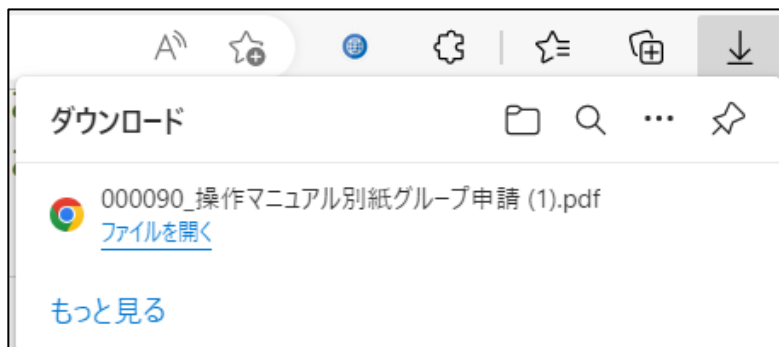 ダウンロード
000090_操作マニュアル別紙グループ申請 (1).pdf
ファイルを開く
もっと見る